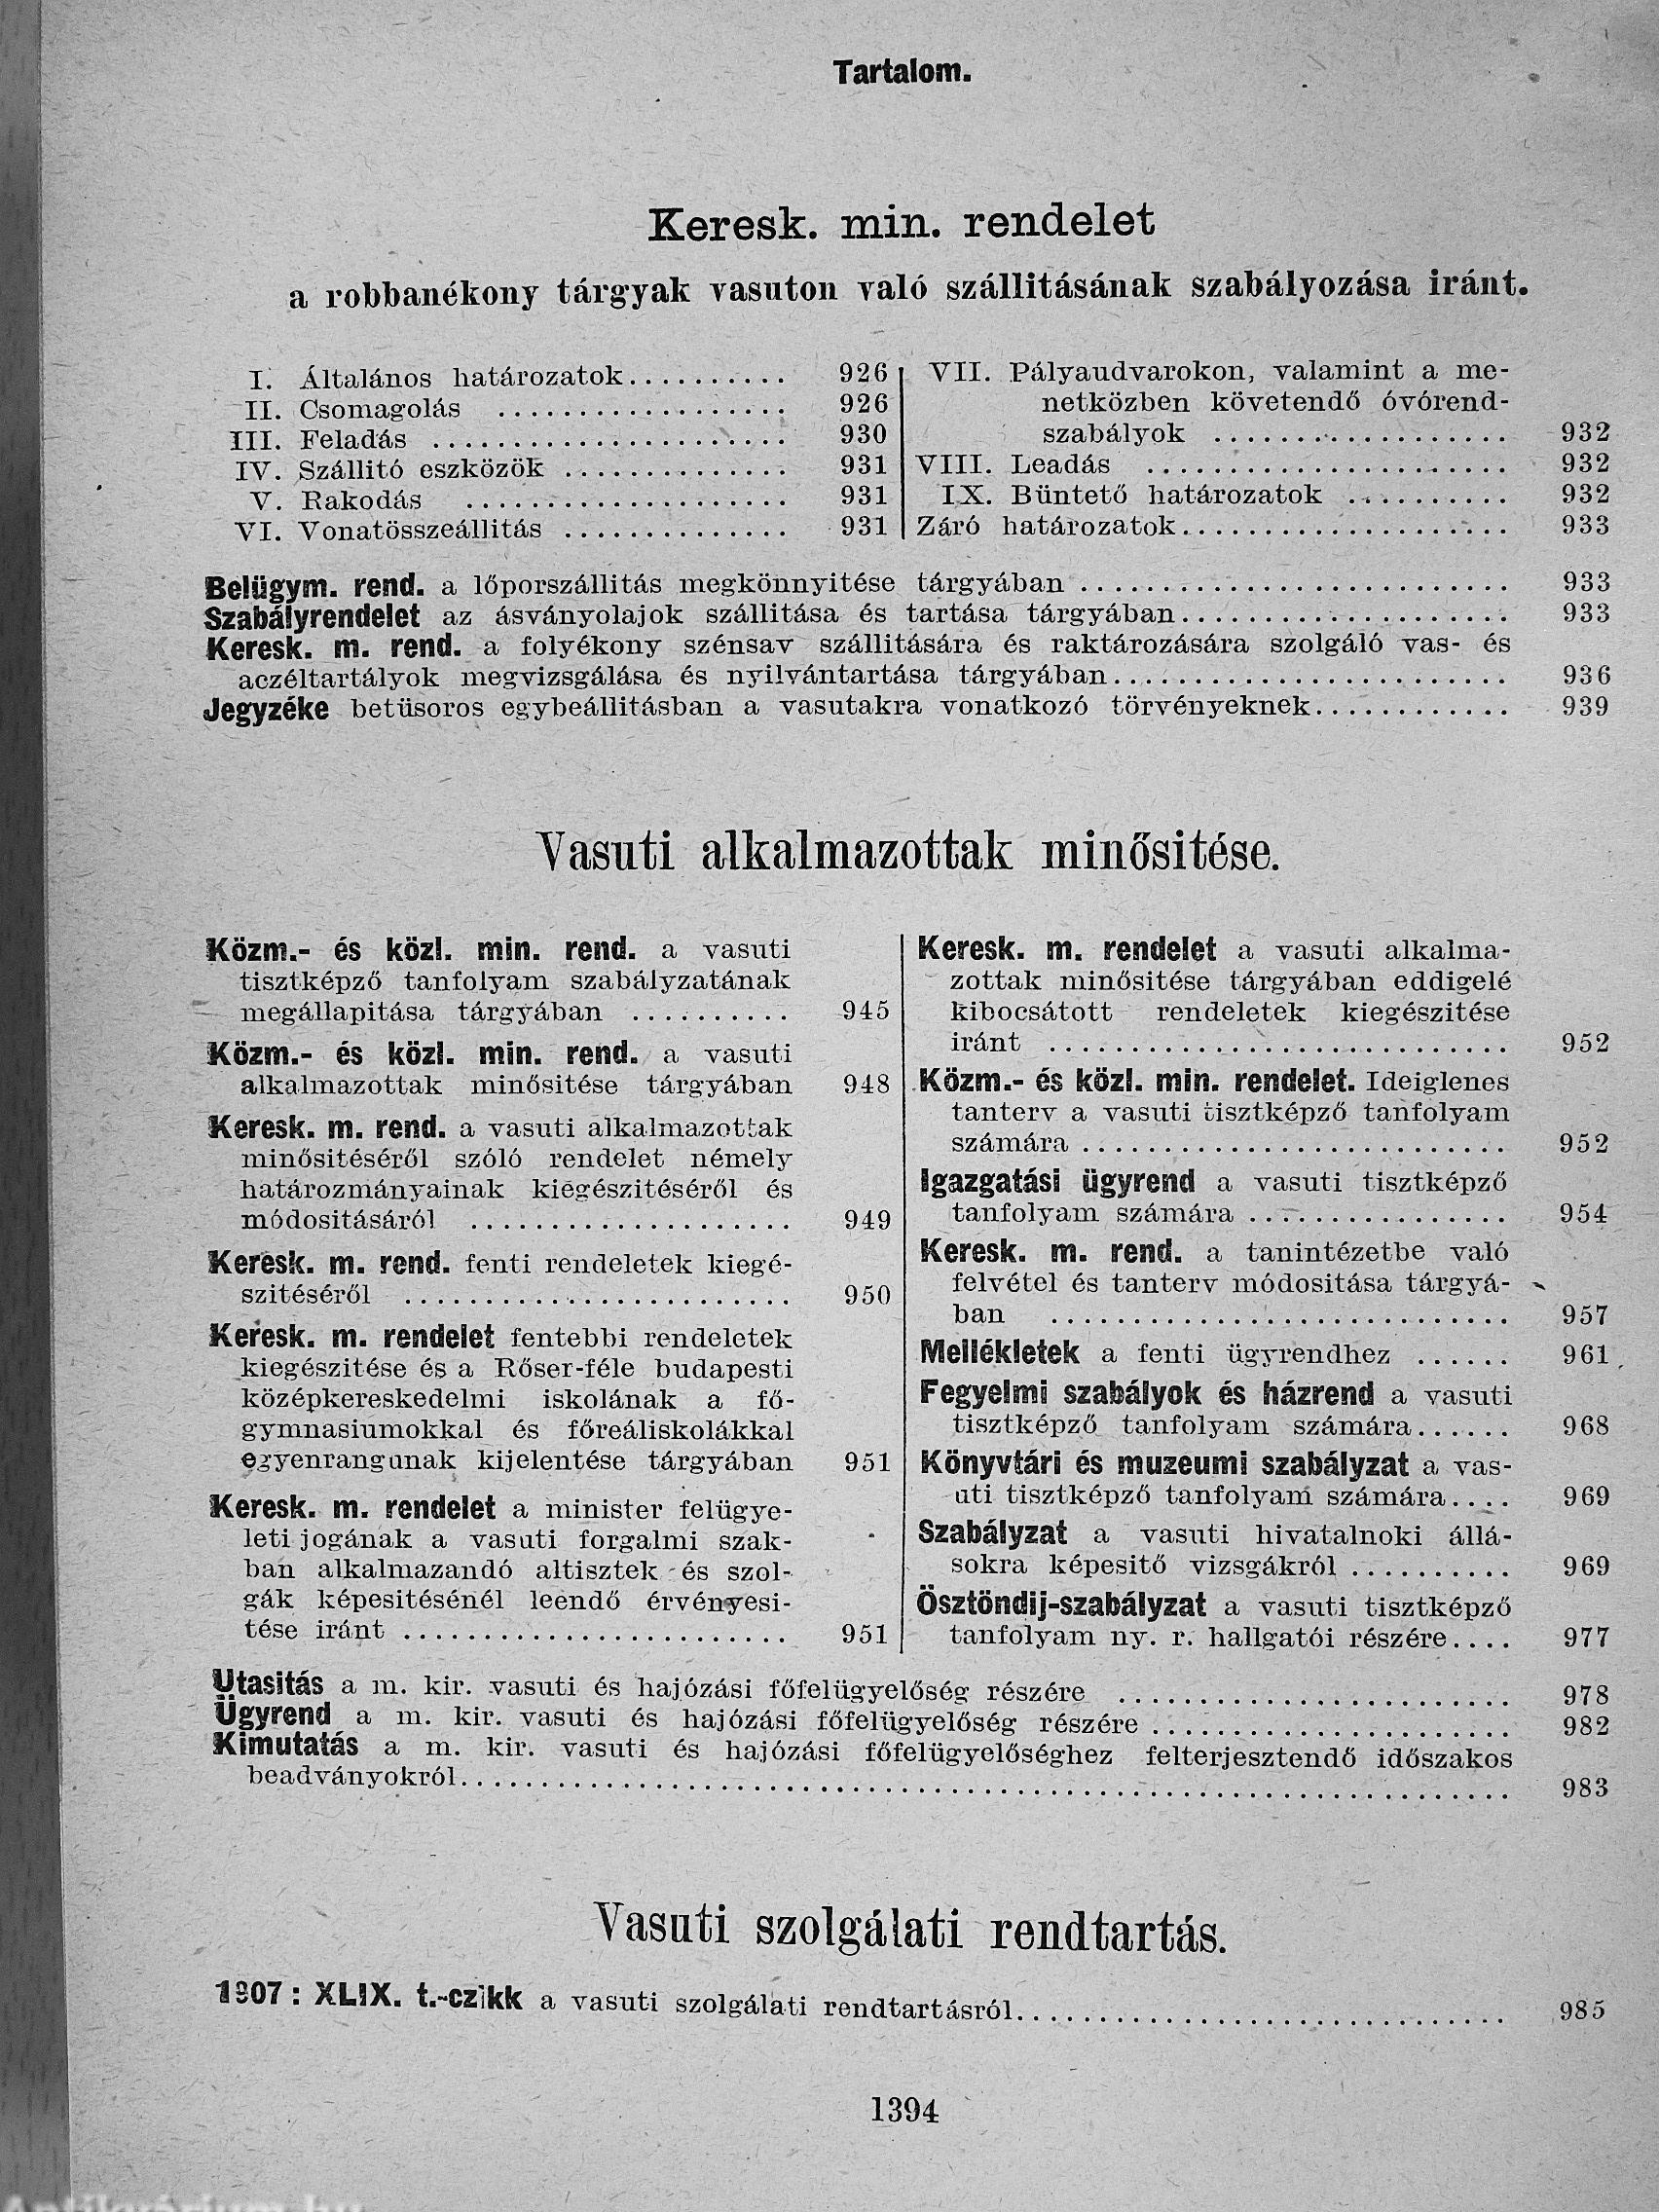 Tartalom.
Keresk. min. rendelet
a robbanékony tárgyak vasuton való szállitásának szabályozása iránt.
I. Általános határozatok.......... 926
II. Csomagolás .................. 926
III. Feladás ...................... 930
IV. Szállitó eszközök .............. 931
V. Rakodás .................... 931
VI. Vonatösszeállitás .............. 931
VII. Pályaudvarokon, valamint a me-
netközben követendő óvórend-
szabályok .................. 932
VIII. Leadás ...................... 932
IX. Büntető határozatok .......... 932
Záró határozatok.................... 933
Belügym. rend. a lőporszállitás megkönnyitése tárgyában ........................... 933
Szabályrendelet az ásványolajok szállitása és tartása tárgyában.................... 933
Keresk. m. rend. a folyékony szénsav szállitására és raktározására szolgáló vas- és
aczéltartályok megvizsgálása és nyilvántartása tárgyában......................... 936
Jegyzéke betüsoros egybeállitásban a vasutakra vonatkozó törvényeknek............ 939
Vasuti alkalmazottak minősitése.
Közm.- és közl. min. rend. a vasuti
tisztképző tanfolyam szabályzatának
megállapitása tárgyában .......... 945
Közm.- és közl. min. rend. a vasuti
alkalmazottak minősitése tárgyában 948
Keresk. m. rend. a vasuti alkalmazottak
minősitéséről szóló rendelet némely
határozmányainak kiegészitéséről és
módositásáról .................... 949
Keresk. m. rend. fenti rendeletek kiegé-
szitéséről ........................ 950
Keresk. m. rendelet fentebbi rendeletek
kiegészitése és a Rőser-féle budapesti
középkereskedelmi iskolának a fő-
gymnasiumokkal és főreáliskolákkal
egyenrangunak kijelentése tárgyában 951
Keresk. m. rendelet a minister felügye-
leti jogának a vasuti forgalmi szak-
ban alkalmazandó altisztek és szol-
gák képesitésénél leendő érvényesi-
tése iránt ........................ 951
Keresk. m. rendelet a vasuti alkalma-
zottak minősitése tárgyában eddigelé
kibocsátott rendeletek kiegészitése
iránt ............................. 952
Közm.- és közl. min. rendelet. Ideiglenes
tanterv a vasuti tisztképző tanfolyam
számára .......................... 952
Igazgatási ügyrend a vasuti tisztképző
tanfolyam számára ................ 954
Keresk. m. rend. a tanintézetbe való
felvétel és tanterv módositása tárgyá-
ban ............................. 957
Mellékletek a fenti ügyrendhez ...... 961
Fegyelmi szabályok és házrend a vasuti
tisztképző tanfolyam számára...... 968
Könyvtári és muzeumi szabályzat a vas-
uti tisztképző tanfolyam számára.... 969
Szabályzat a vasuti hivatalnoki állá-
sokra képesitő vizsgákról .......... 969
Ösztöndij-szabályzat a vasuti tisztképző
tanfolyam ny. r. hallgatói részére.... 977
Utasitás a m. kir. vasuti és hajózási főfelügyelőség részére ........................ 978
Ügyrend a m. kir. vasuti és hajózási főfelügyelőség részére ...................... 982
Kimutatás a m. kir. vasuti és hajózási főfelügyelőséghez felterjesztendő időszakos
beadványokról................................................................. 983
Vasuti szolgálati rendtartás.
1907: XLIX. t.-czikk a vasuti szolgálati rendtartásról.............................. 985
1394
Antikvárium.hu